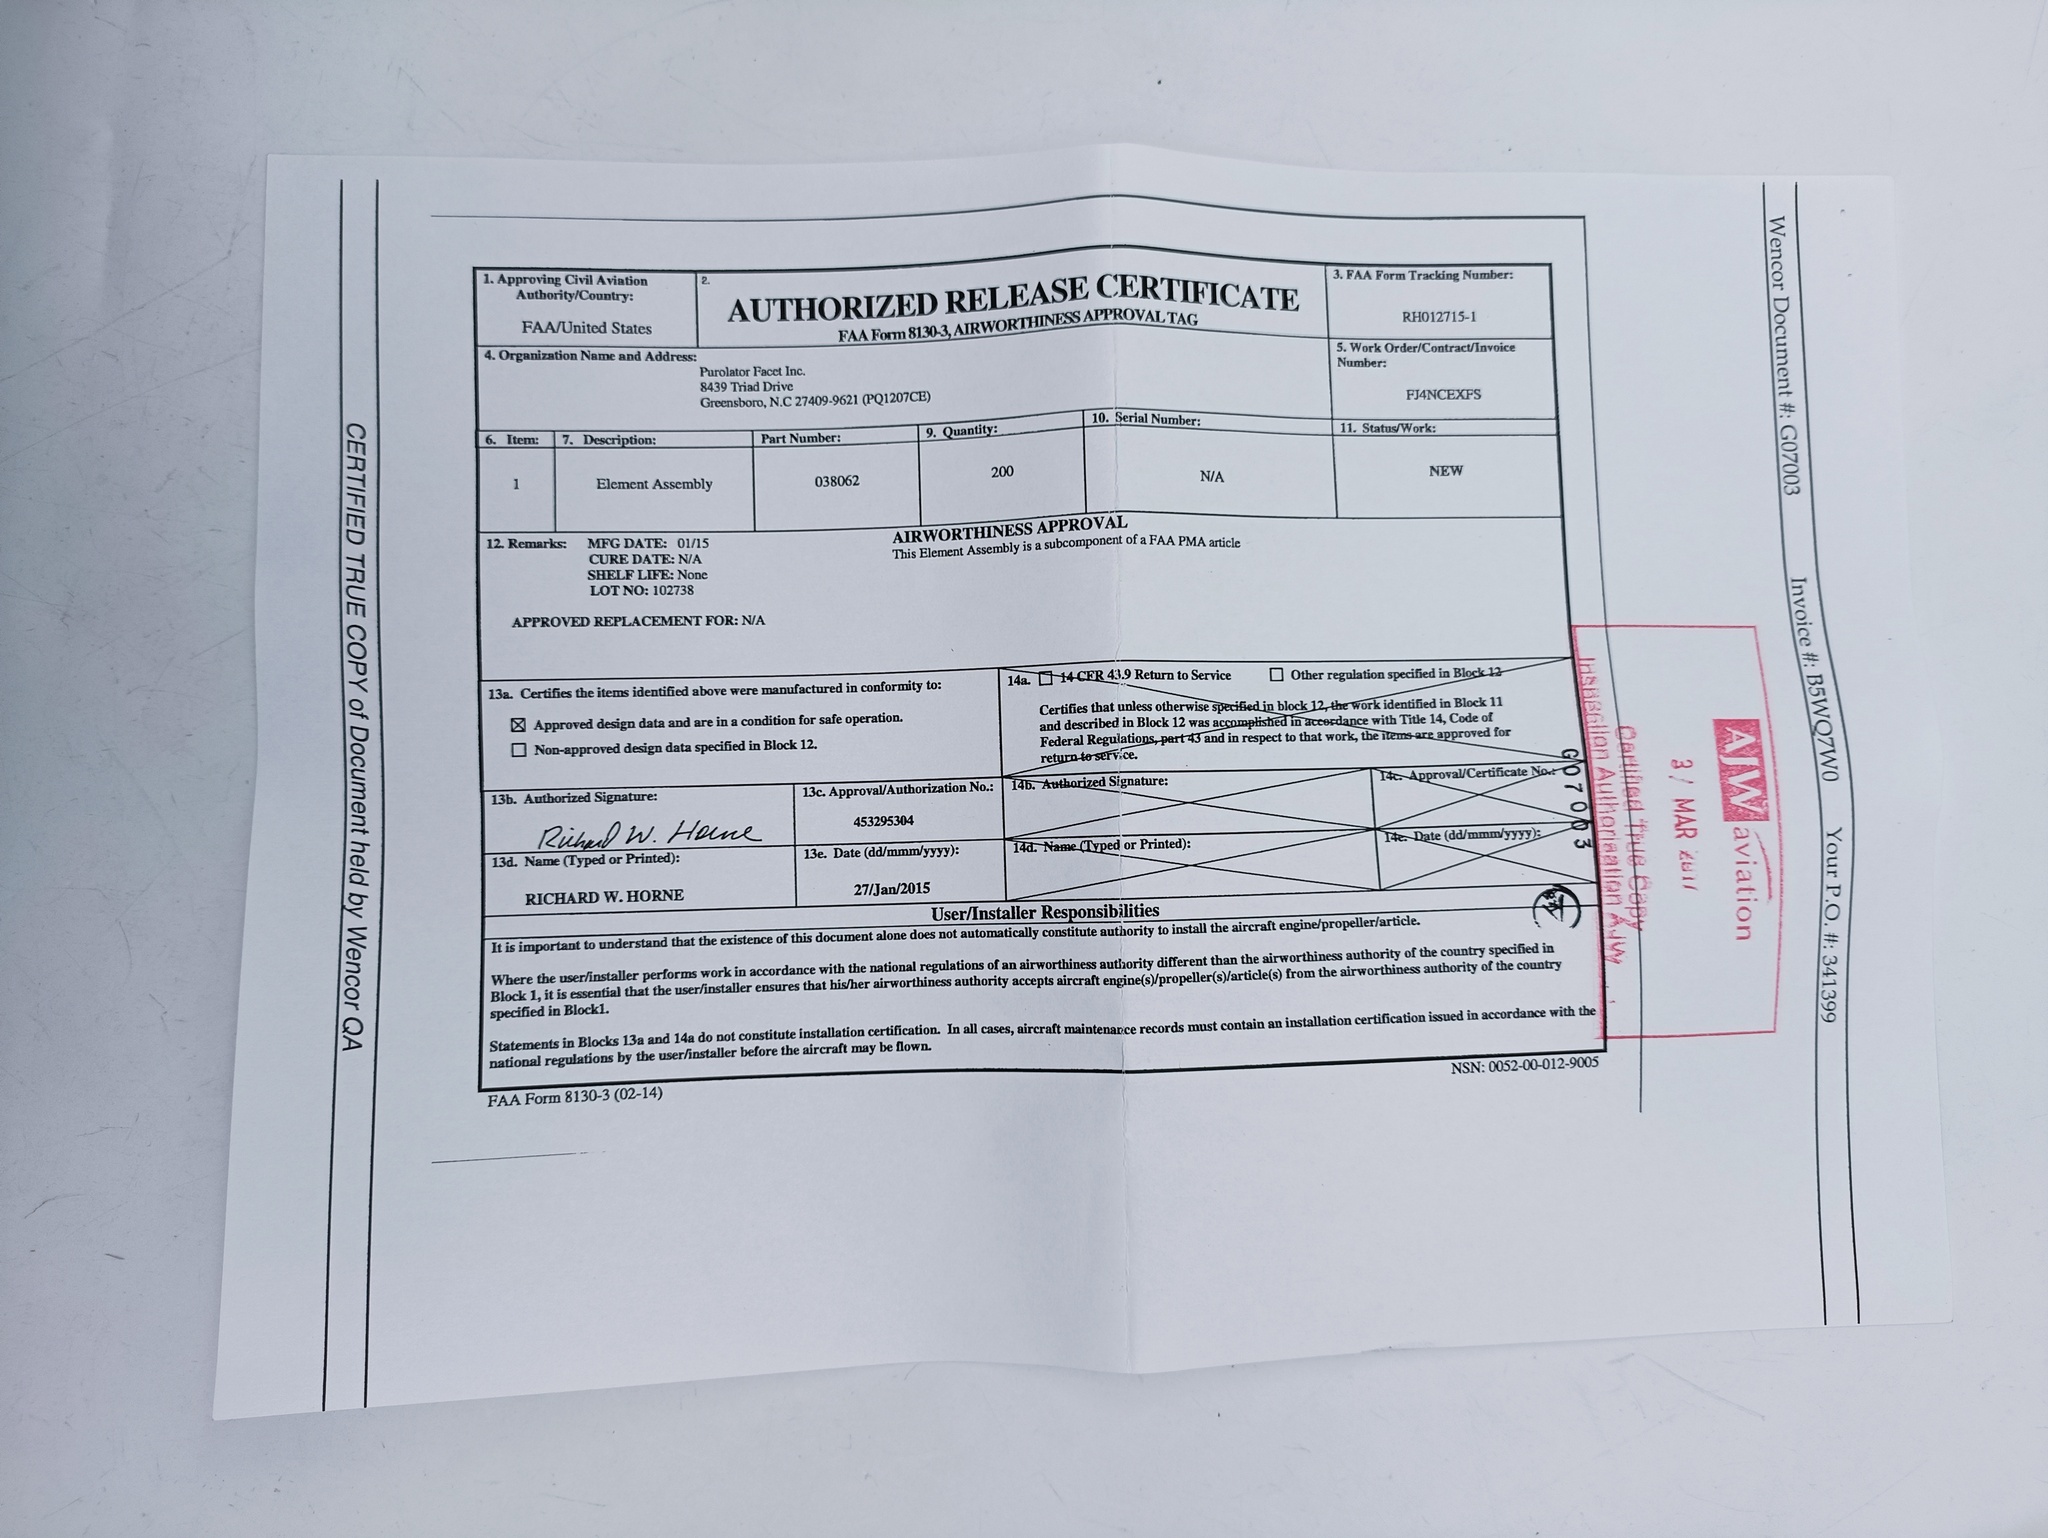 1. Approving Civil Aviation
Authority/Country:
FAA/United States
2.
AUTHORIZED RELEASE CERTIFICATE
FAA Form 8130-3, AIRWORTHINESS APPROVAL TAG
3. FAA Form Tracking Number:
RH012715-1
4. Organization Name and Address:
Purolator Facet Inc.
8439 Triad Drive
Greensboro, N.C 27409-9621 (PQ1207CE)
5. Work Order/Contract/Invoice
Number:
FJ4NCEXFS
6. Item:
7. Description:
Part Number:
9. Quantity:
10. Serial Number:
11. Status/Work:
1
Element Assembly
038062
200
N/A
NEW
12. Remarks:
MFG DATE: 01/15
CURE DATE: N/A
SHELF LIFE: None
LOT NO: 102738
APPROVED REPLACEMENT FOR: N/A
AIRWORTHINESS APPROVAL
This Element Assembly is a subcomponent of a FAA PMA article
13a. Certifies the items identified above were manufactured in conformity to:
Approved design data and are in a condition for safe operation.
Non-approved design data specified in Block 12.
14a. 14 CFR 43.9 Return to Service
Other regulation specified in Block 12
Certifies that unless otherwise specified in block 12, the work identified in Block 11
and described in Block 12 was accomplished in accordance with Title 14, Code of
Federal Regulations, part 43 and in respect to that work, the items are approved for
return to service.
13b. Authorized Signature:
Richard W. Horne
13c. Approval/Authorization No.:
453295304
14b. Authorized Signature:
14c. Approval/Certificate No.:
13d. Name (Typed or Printed):
RICHARD W. HORNE
13e. Date (dd/mmm/yyyy):
27/Jan/2015
14d. Name (Typed or Printed):
14e. Date (dd/mmm/yyyy):
User/Installer Responsibilities
It is important to understand that the existence of this document alone does not automatically constitute authority to install the aircraft engine/propeller/article.
Where the user/installer performs work in accordance with the national regulations of an airworthiness authority different than the airworthiness authority of the country specified in
Block 1, it is essential that the user/installer ensures that his/her airworthiness authority accepts aircraft engine(s)/propeller(s)/article(s) from the airworthiness authority of the country
specified in Block1.
Statements in Blocks 13a and 14a do not constitute installation certification. In all cases, aircraft maintenance records must contain an installation certification issued in accordance with the
national regulations by the user/installer before the aircraft may be flown.
FAA Form 8130-3 (02-14)
NSN: 0052-00-012-9005
CERTIFIED TRUE COPY of Document held by Wencor QA
Wencor Document #: G07003 Invoice #: B5WQ7W0 Your P.O. #: 341399
G07003
AJW aviation
MAR
Certified True Copy
Inspection Authorisation AJW